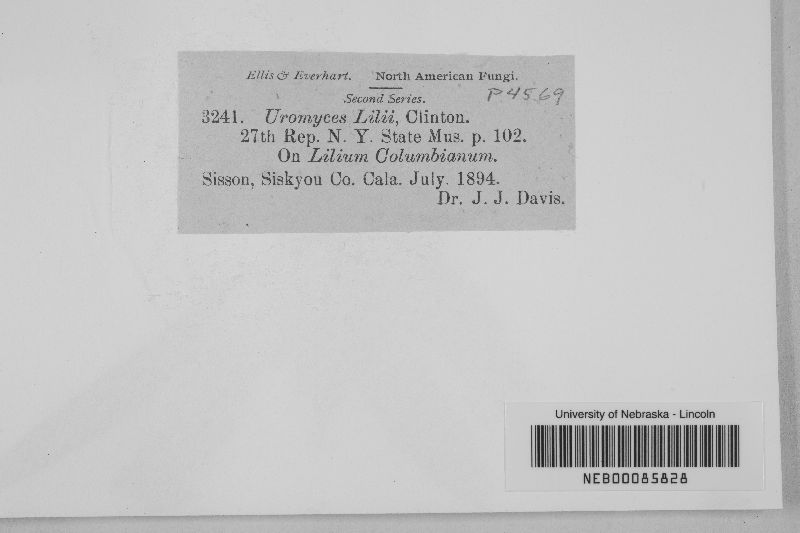 Ellis & Everhart. North American Fungi.
Second Series.
P4569
3241. Uromyces Lilii, Clinton.
27th Rep. N. Y. State Mus. p. 102.
On Lilium Columbianum.
Sisson, Siskyou Co. Cala. July. 1894.
Dr. J. J. Davis.
University of Nebraska - Lincoln
NEB00085828